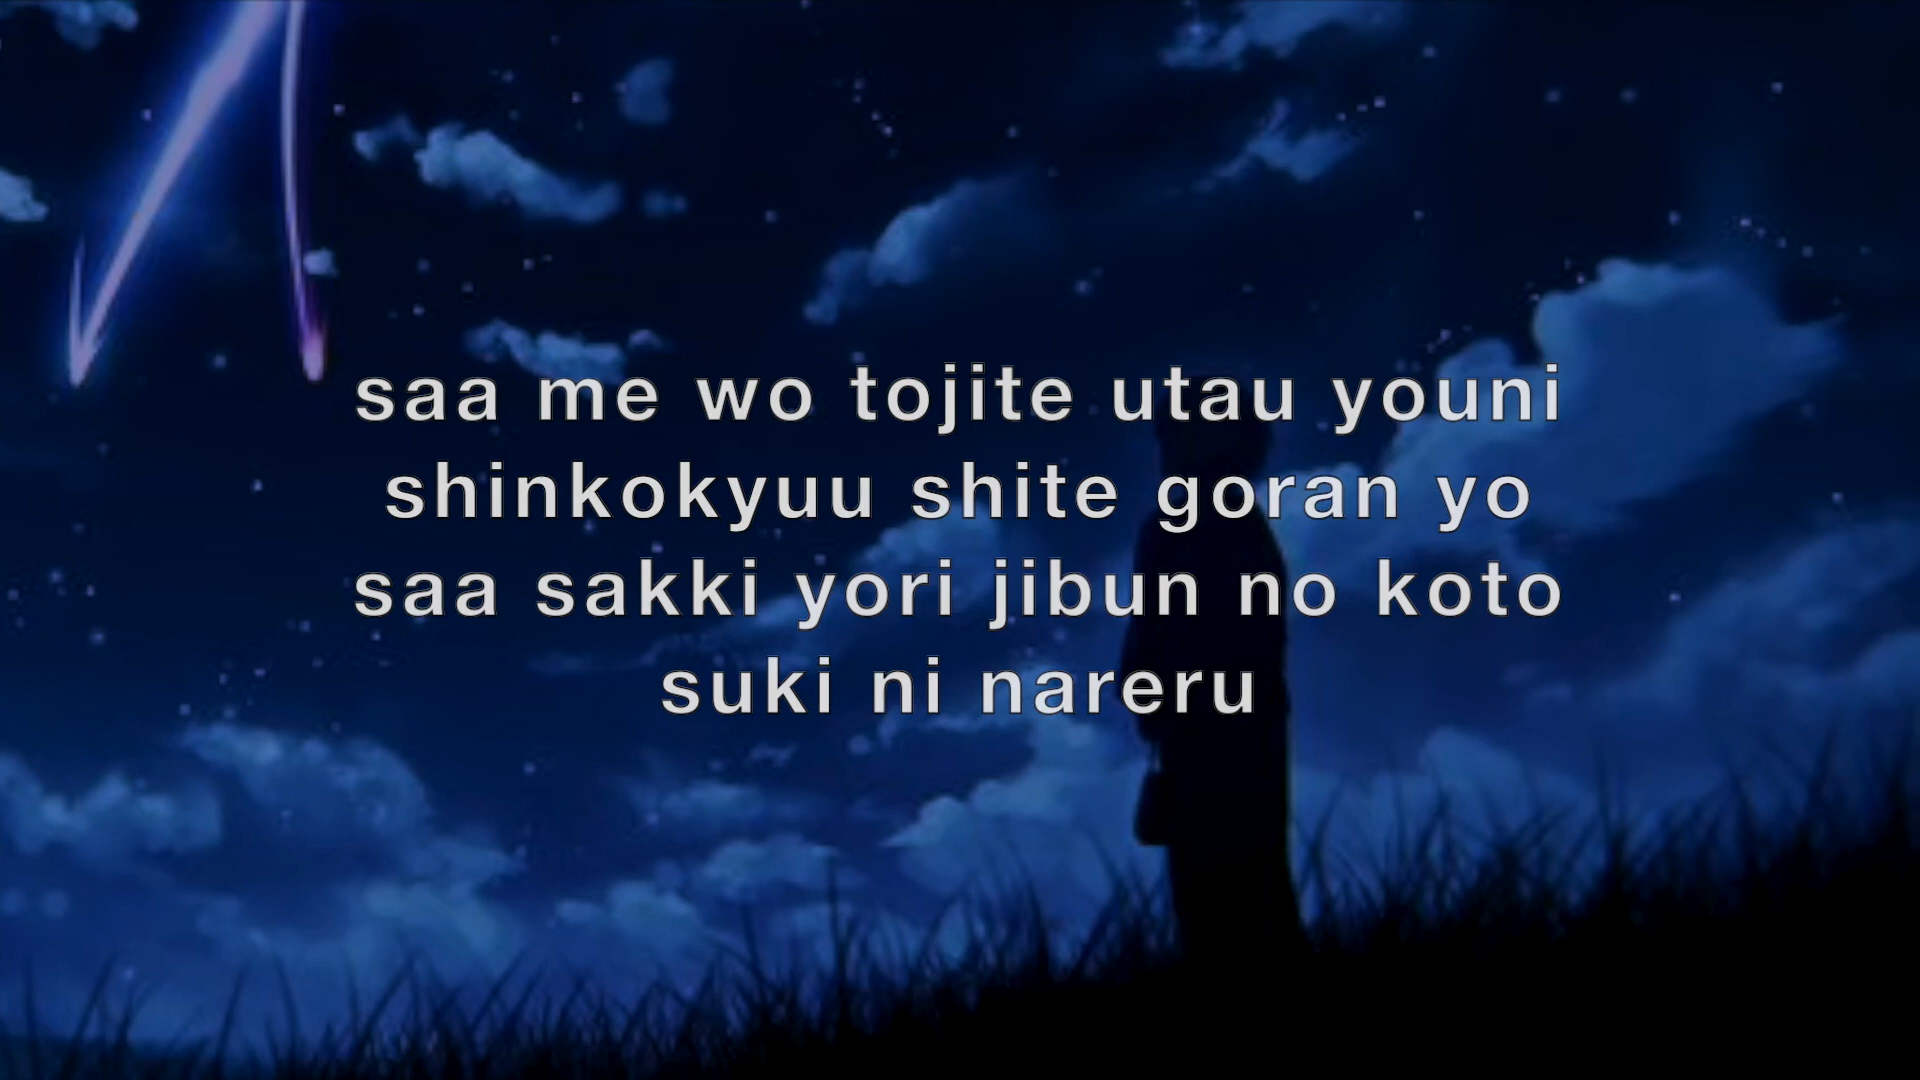 saa me wo tojite utau youni
shinkokyuu shite goran yo
saa sakki yori jibun no koto
suki ni nareru